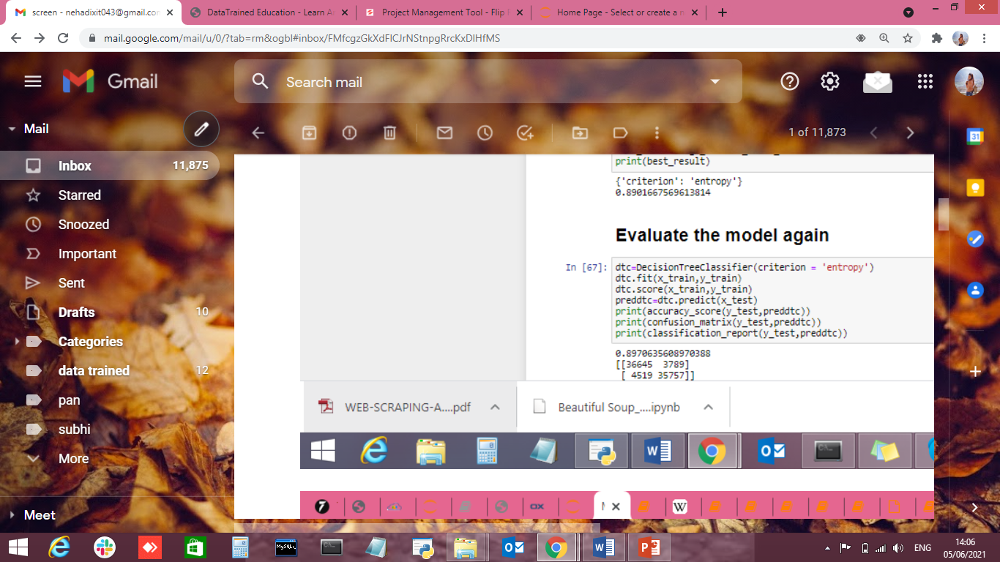 screen - nehadixit043@gmail.con
DataTrained Education - Learn A
Project Management Tool - Flip
Home Page - Select or create a n
mail.google.com/mail/u/0/?tab=rm&ogbl#inbox/FMfcgzGkXdFlCJrNStnpgRrcKxDlHfMS
Gmail
Search mail
Mail
1 of 11,873
Inbox 11,875
Starred
Snoozed
Important
Sent
Drafts 10
Categories
data trained 12
pan
subhi
More
Meet
print(best_result)
{'criterion': 'entropy'}
0.8901667569613814
Evaluate the model again
In [67]: dtc=DecisionTreeClassifier(criterion = 'entropy')
dtc.fit(x_train,y_train)
dtc.score(x_train,y_train)
preddtc=dtc.predict(x_test)
print(accuracy_score(y_test,preddtc))
print(confusion_matrix(y_test,preddtc))
print(classification_report(y_test,preddtc))
0.8970635608970388
[[36645 3789]
[ 4519 35757]]
WEB-SCRAPING-A....pdf
Beautiful Soup_....ipynb
31
ENG
14:06
05/06/2021